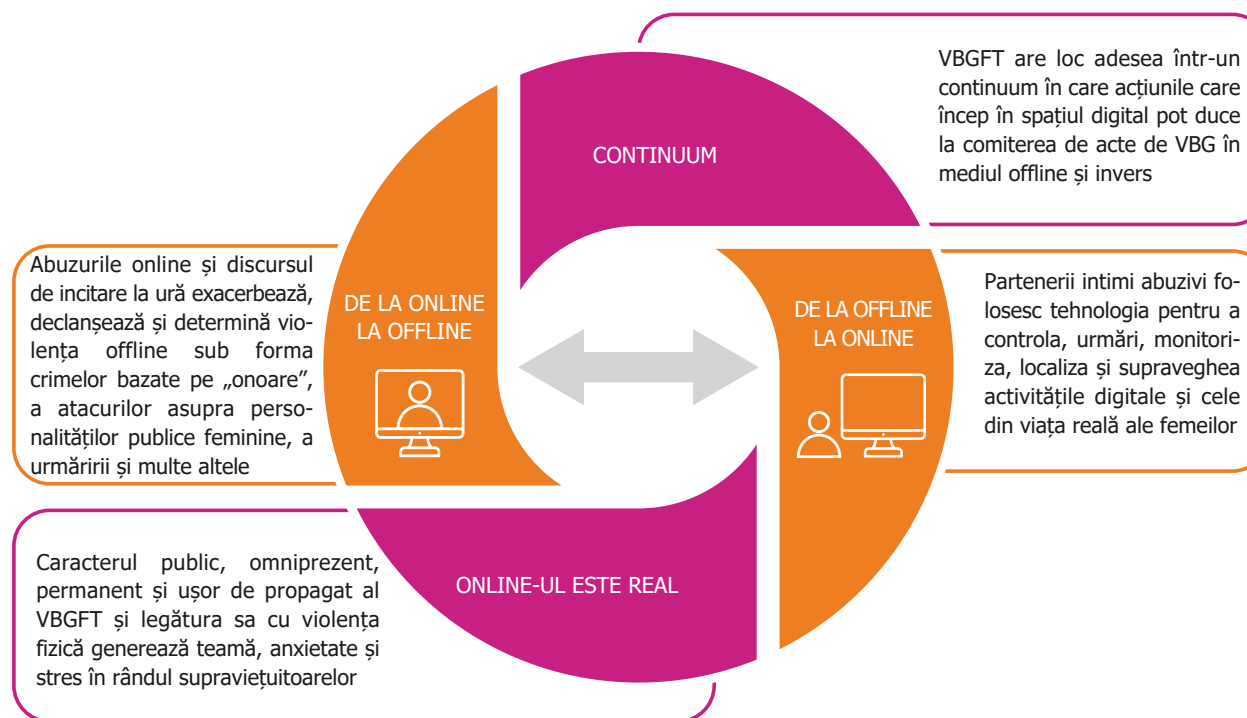 VBGFT are loc adesea într-un
continuum în care acțiunile care
încep în spațiul digital pot duce
la comiterea de acte de VBG în
mediul offline și invers
CONTINUUM
Abuzurile online și discursul
de incitare la ură exacerbează,
declanșează și determină vio-
lența offline sub forma
crimelor bazate pe „onoare”,
a atacurilor asupra perso-
nalităților publice feminine, a
urmăririi și multe altele
DE LA ONLINE
LA OFFLINE
DE LA OFFLINE
LA ONLINE
Partenerii intimi abuzivi fo-
losesc tehnologia pentru a
controla, urmări, monitori-
za, localiza și supraveghea
activitățile digitale și cele
din viața reală ale femeilor
Caracterul public, omniprezent,
permanent și ușor de propagat al
VBGFT și legătura sa cu violența
fizică generează teamă, anxietate și
stres în rândul supraviețuitoarelor
ONLINE-UL ESTE REAL